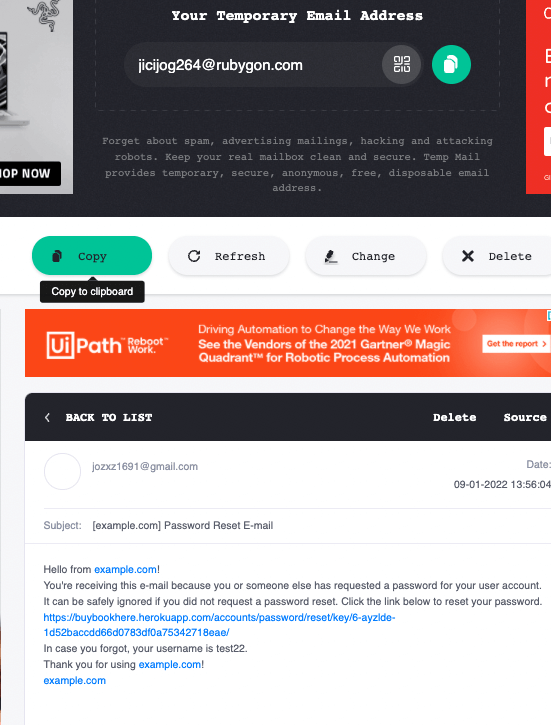 Your Temporary Email Address
jicijog264@rubygon.com
Forget about spam, advertising mailings, hacking and attacking
robots. Keep your real mailbox clean and secure. Temp Mail
provides temporary, secure, anonymous, free, disposable email
address.
OP NOW
Copy
Refresh
Change
Delete
Copy to clipboard
UiPath™ Reboot Work.™
Driving Automation to Change the Way We Work
See the Vendors of the 2021 Gartner® Magic
Quadrant™ for Robotic Process Automation
Get the report >
BACK TO LIST
Delete
Source
jozxz1691@gmail.com
Date:
09-01-2022 13:56:04
Subject: [example.com] Password Reset E-mail
Hello from example.com!
You're receiving this e-mail because you or someone else has requested a password for your user account.
It can be safely ignored if you did not request a password reset. Click the link below to reset your password.
https://buybookhere.herokuapp.com/accounts/password/reset/key/6-ayzlde-
1d52baccdd66d0783df0a75342718eae/
In case you forgot, your username is test22.
Thank you for using example.com!
example.com